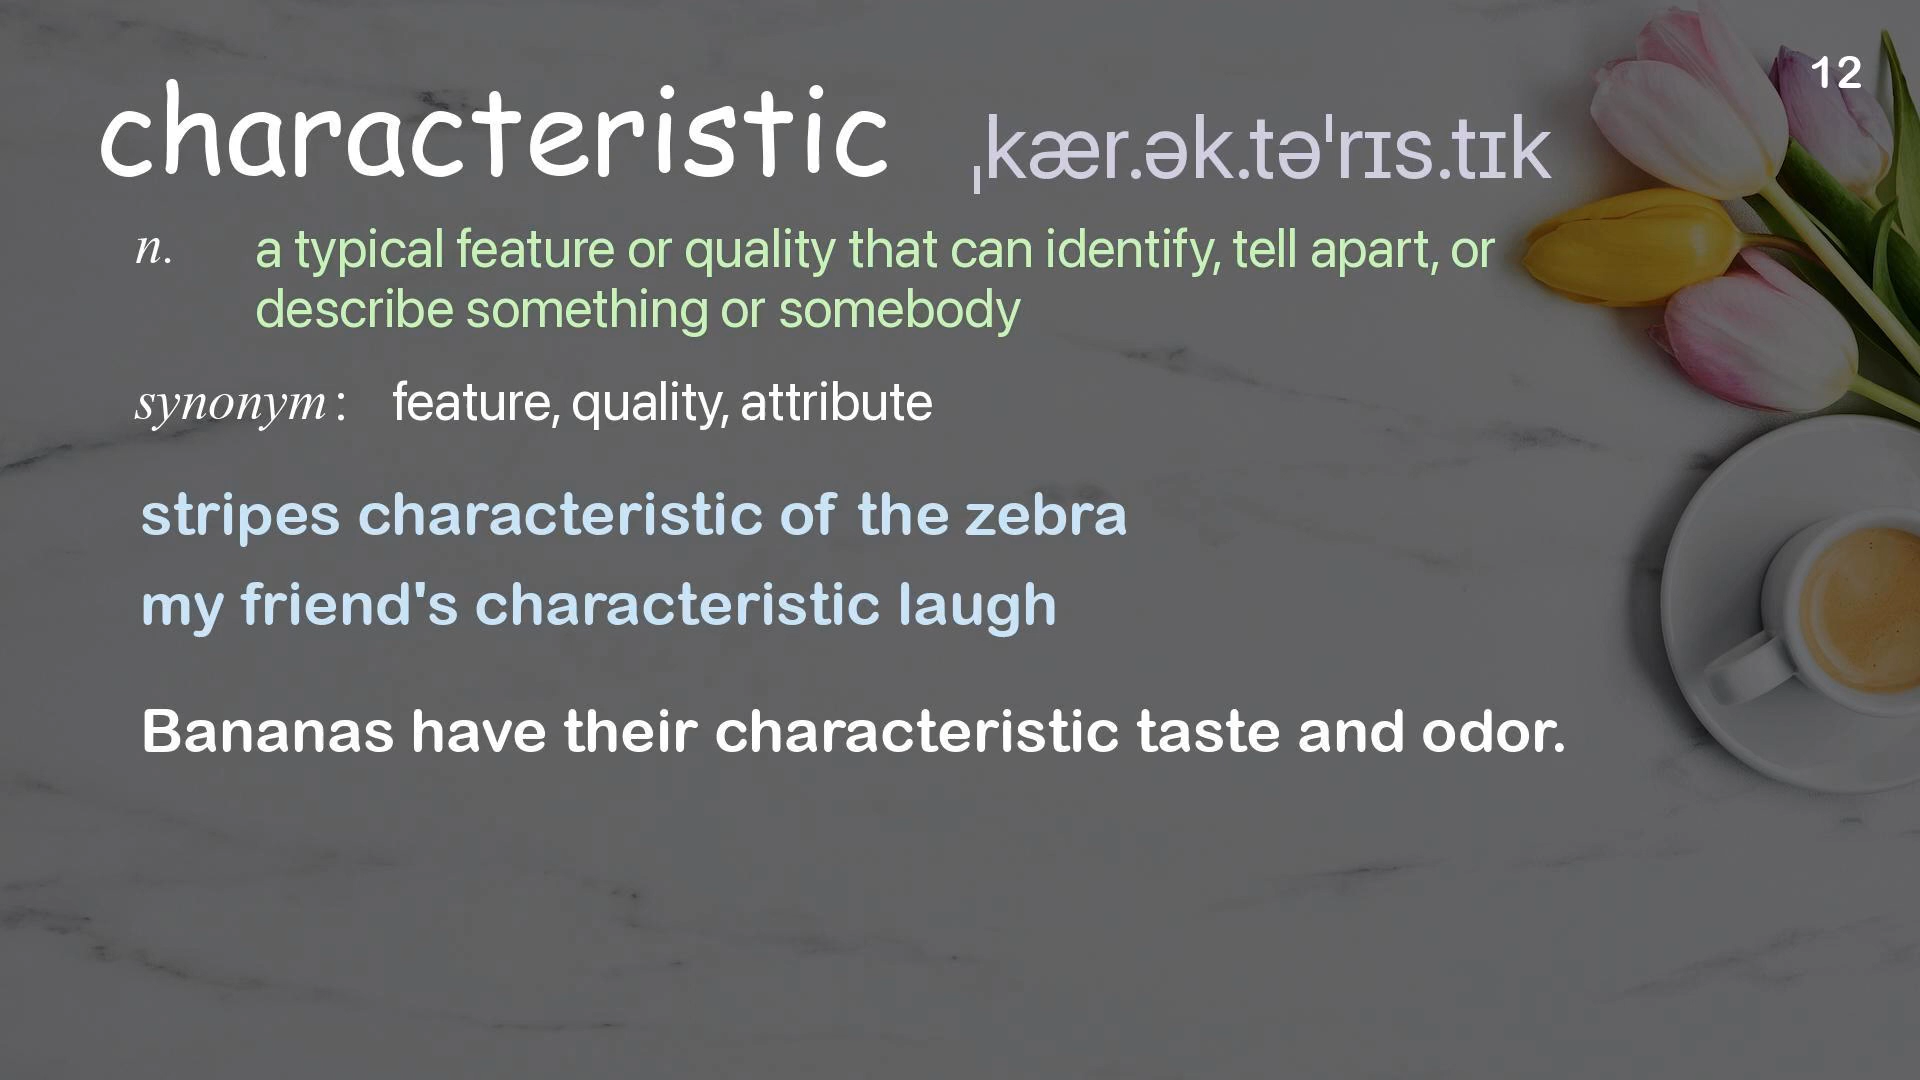 12
characteristic ˌkær.ək.təˈrɪs.tɪk
n. a typical feature or quality that can identify, tell apart, or
describe something or somebody
synonym: feature, quality, attribute
stripes characteristic of the zebra
my friend's characteristic laugh
Bananas have their characteristic taste and odor.